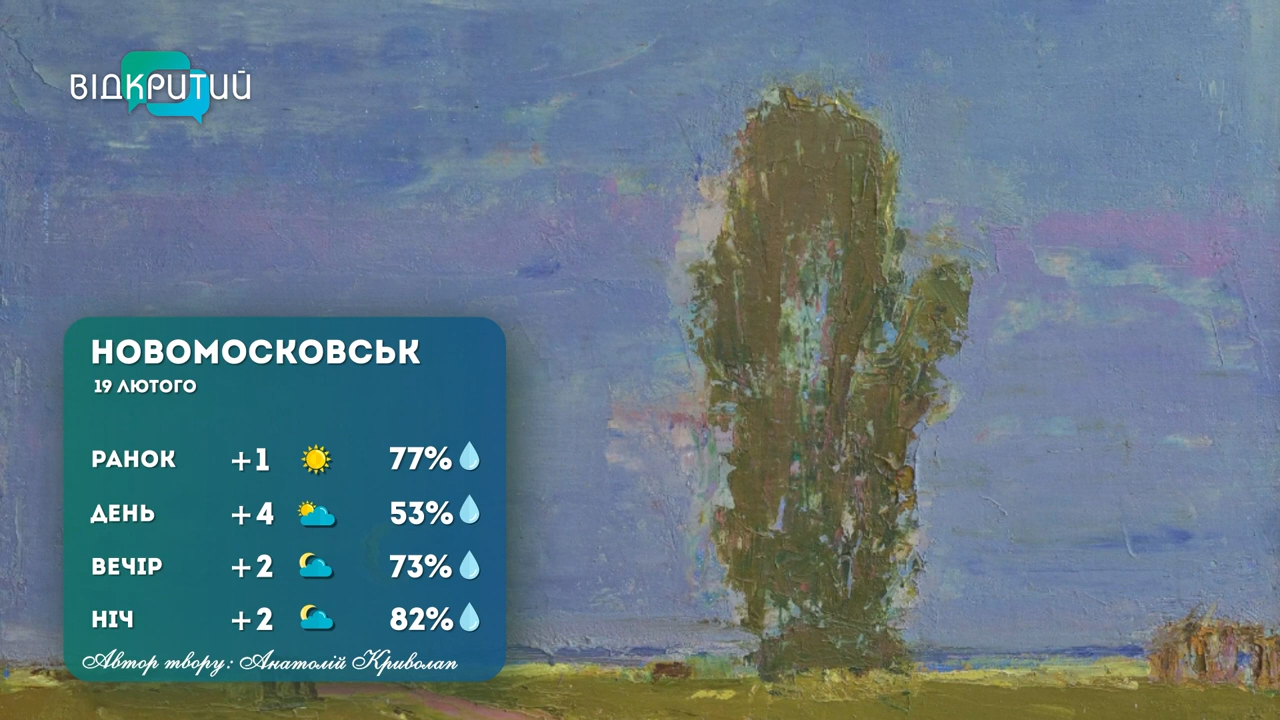 ВІДКРИТИЙ
НОВОМОСКОВСЬК
19 ЛЮТОГО
РАНОК +1 77%
ДЕНЬ +4 53%
ВЕЧІР +2 73%
НІЧ +2 82%
Автор твору: Анатолій Криволап